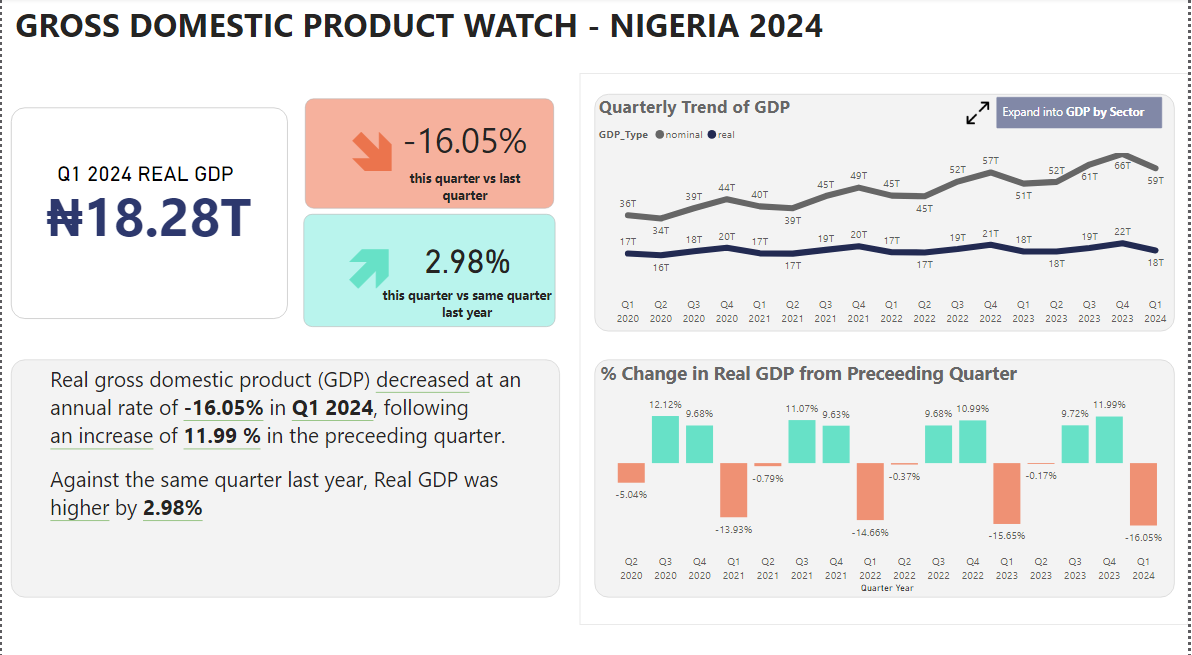 GROSS DOMESTIC PRODUCT WATCH - NIGERIA 2024
Q1 2024 REAL GDP
₦18.28T
-16.05%
this quarter vs last
quarter
2.98%
this quarter vs same quarter
last year
Real gross domestic product (GDP) decreased at an
annual rate of -16.05% in Q1 2024, following
an increase of 11.99 % in the preceeding quarter.
Against the same quarter last year, Real GDP was
higher by 2.98%
Quarterly Trend of GDP
Expand into GDP by Sector
GDP_Type nominal real
36T 34T 39T 44T 40T 39T 45T 49T 45T 45T 52T 57T 51T 52T 61T 66T 59T
17T 16T 18T 20T 17T 17T 19T 20T 17T 17T 19T 21T 18T 18T 19T 22T 18T
Q1 Q2 Q3 Q4 Q1 Q2 Q3 Q4 Q1 Q2 Q3 Q4 Q1 Q2 Q3 Q4 Q1
2020 2020 2020 2020 2021 2021 2021 2021 2022 2022 2022 2022 2023 2023 2023 2023 2024
% Change in Real GDP from Preceeding Quarter
-5.04% 12.12% 9.68% -13.93% -0.79% 11.07% 9.63% -14.66% -0.37% 9.68% 10.99% -15.65% -0.17% 9.72% 11.99% -16.05%
Q2 Q3 Q4 Q1 Q2 Q3 Q4 Q1 Q2 Q3 Q4 Q1 Q2 Q3 Q4 Q1
2020 2020 2020 2021 2021 2021 2021 2022 2022 2022 2022 2023 2023 2023 2023 2024
Quarter Year